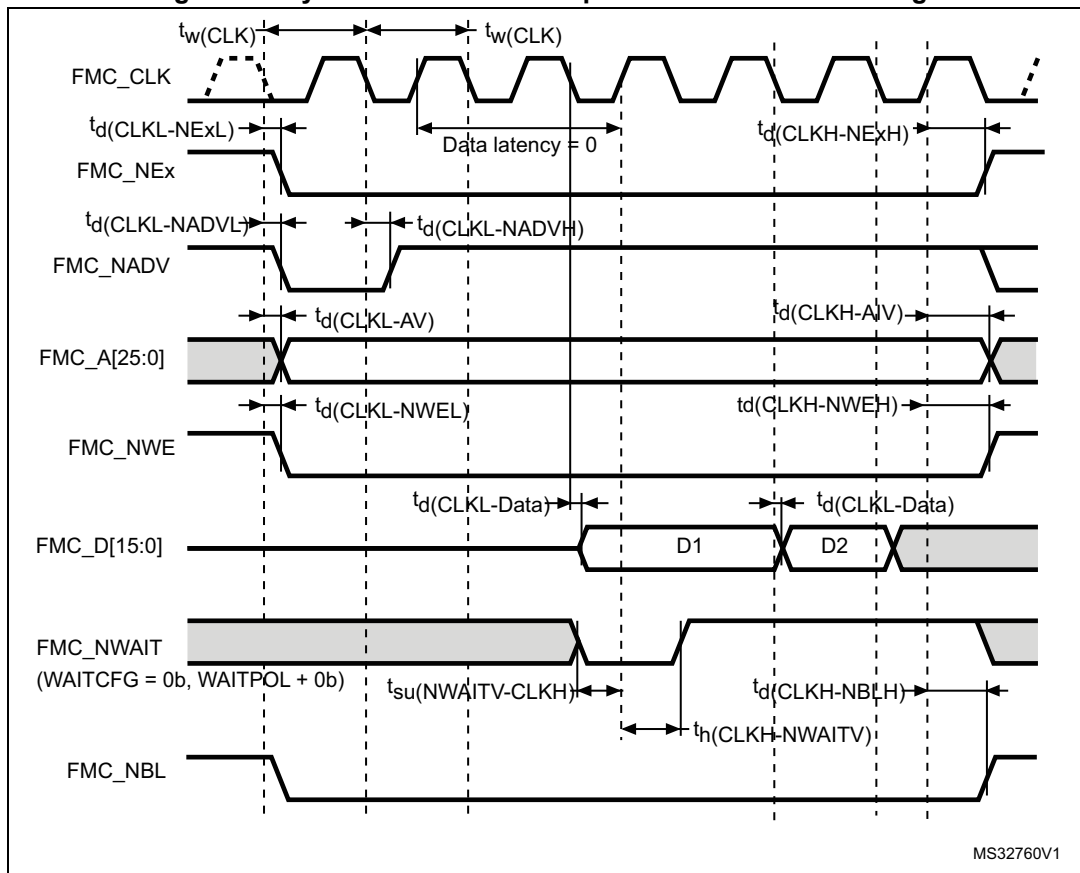 tw(CLK)
tw(CLK)
FMC_CLK
td(CLKL-NExL)
Data latency = 0
td(CLKH-NExH)
FMC_NEx
td(CLKL-NADVL)
td(CLKL-NADVH)
FMC_NADV
td(CLKL-AV)
td(CLKH-AIV)
FMC_A[25:0]
td(CLKL-NWEL)
td(CLKH-NWEH)
FMC_NWE
td(CLKL-Data)
td(CLKL-Data)
FMC_D[15:0]
D1
D2
FMC_NWAIT
(WAITCFG = 0b, WAITPOL + 0b)
tsu(NWAITV-CLKH)
td(CLKH-NBLH)
th(CLKH-NWAITV)
FMC_NBL
MS32760V1